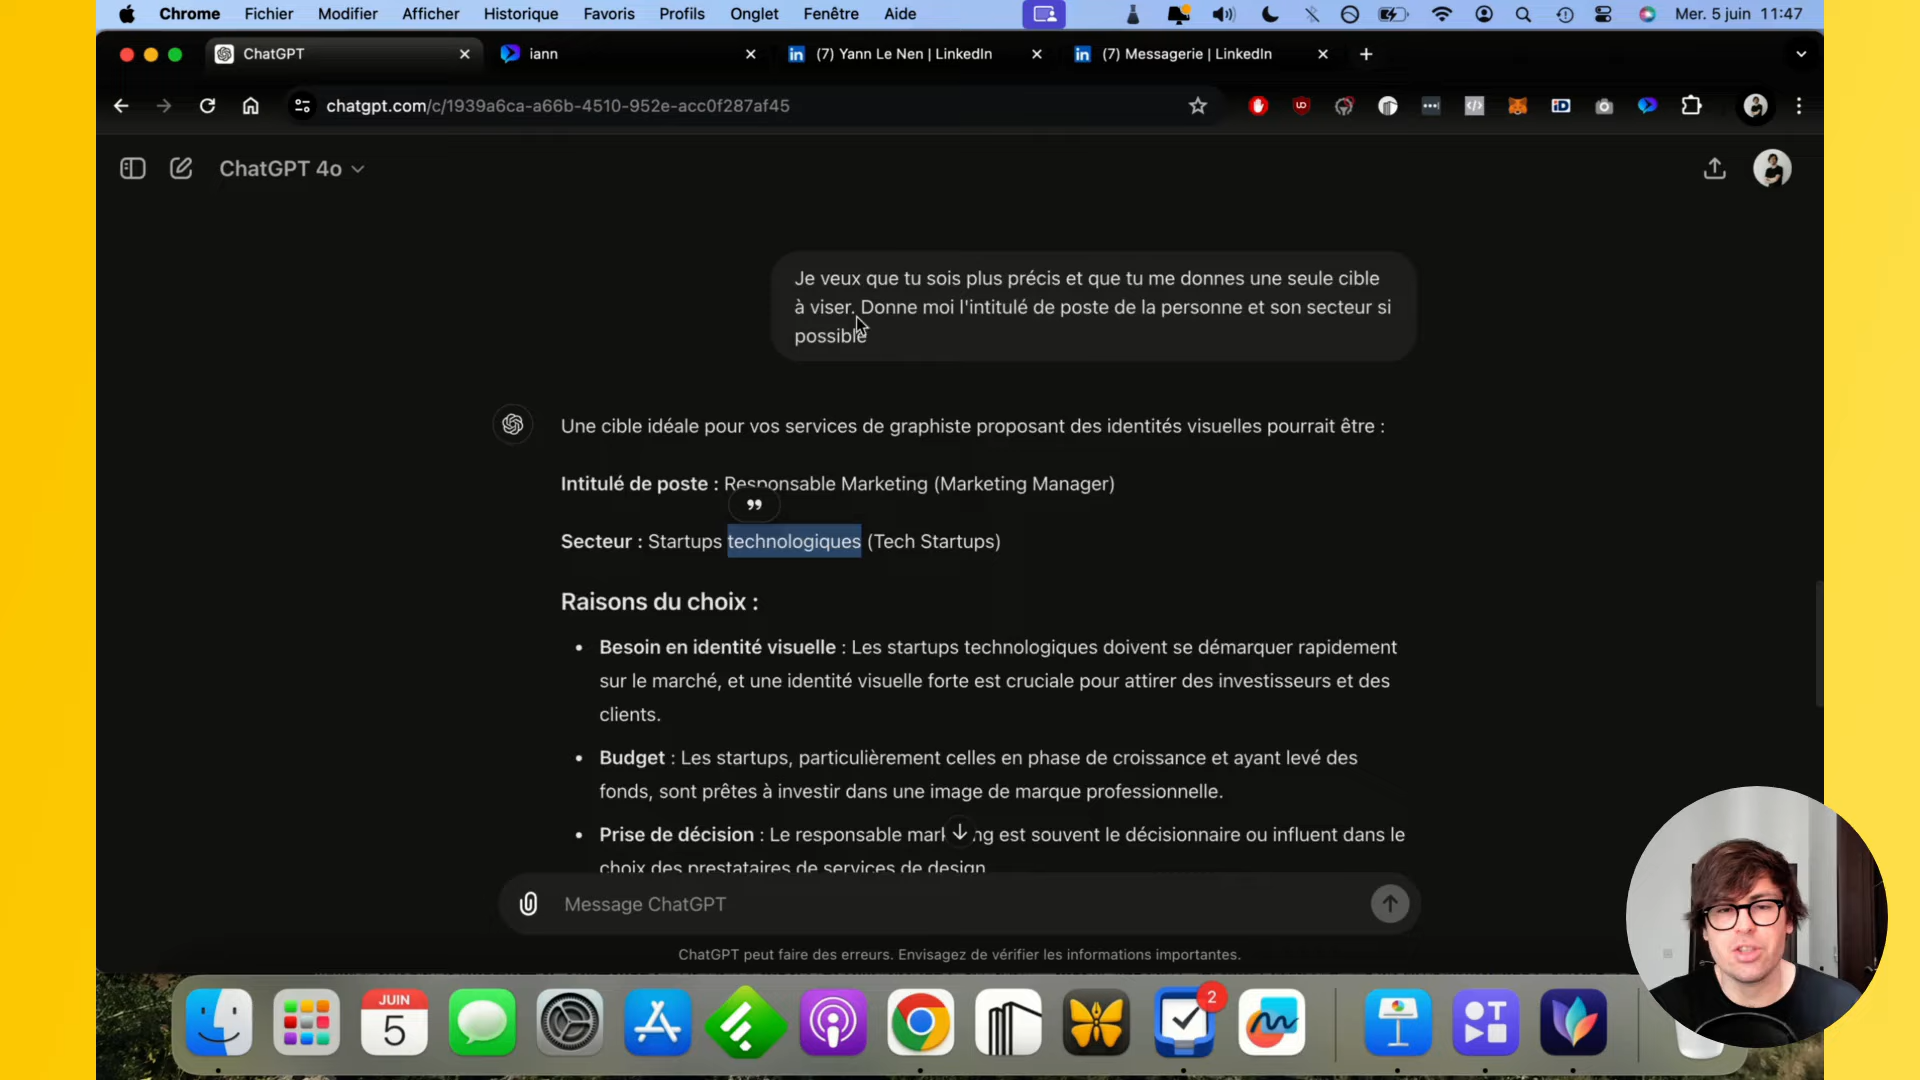 Chrome Fichier Modifier Afficher Historique Favoris Profils Onglet Fenêtre Aide Mer. 5 juin 11:47
ChatGPT iann (7) Yann Le Nen | LinkedIn (7) Messagerie | LinkedIn
chatgpt.com/c/1939a6ca-a66b-4510-952e-acc0f287af45
ChatGPT 4o
Je veux que tu sois plus précis et que tu me donnes une seule cible
à viser. Donne moi l'intitulé de poste de la personne et son secteur si
possible
Une cible idéale pour vos services de graphiste proposant des identités visuelles pourrait être :
Intitulé de poste : Responsable Marketing (Marketing Manager)
Secteur : Startups technologiques (Tech Startups)
Raisons du choix :
• Besoin en identité visuelle : Les startups technologiques doivent se démarquer rapidement
sur le marché, et une identité visuelle forte est cruciale pour attirer des investisseurs et des
clients.
• Budget : Les startups, particulièrement celles en phase de croissance et ayant levé des
fonds, sont prêtes à investir dans une image de marque professionnelle.
• Prise de décision : Le responsable marketing est souvent le décisionnaire ou influent dans le
choix des prestataires de services de design.
Message ChatGPT
ChatGPT peut faire des erreurs. Envisagez de vérifier les informations importantes.
JUIN
5
2